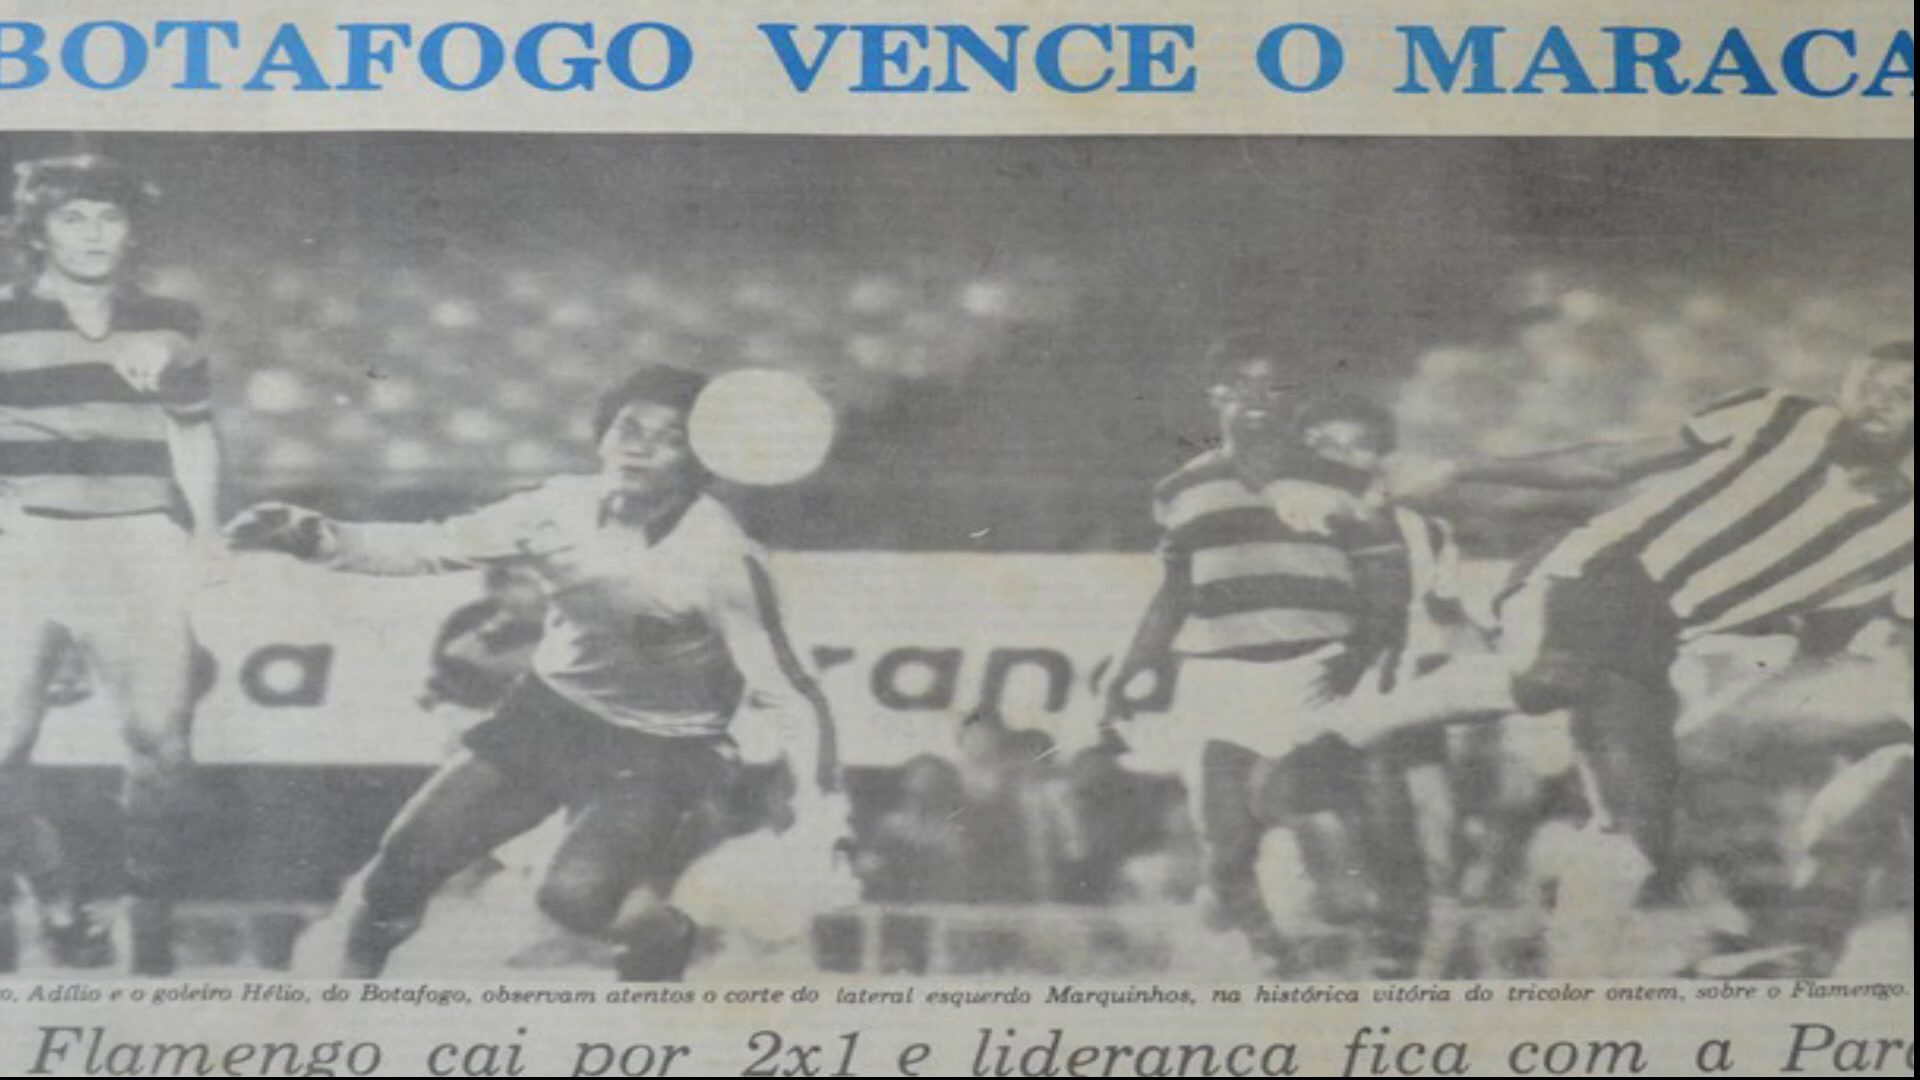 BOTAFOGO VENCE O MARACA
o, Adílio e o goleiro Hélio, do Botafogo, observam atentos o corte do lateral esquerdo Marquinhos, na histórica vitória do tricolor ontem, sobre o Flamengo.
Flamengo cai por 2x1 e liderança fica com a Para